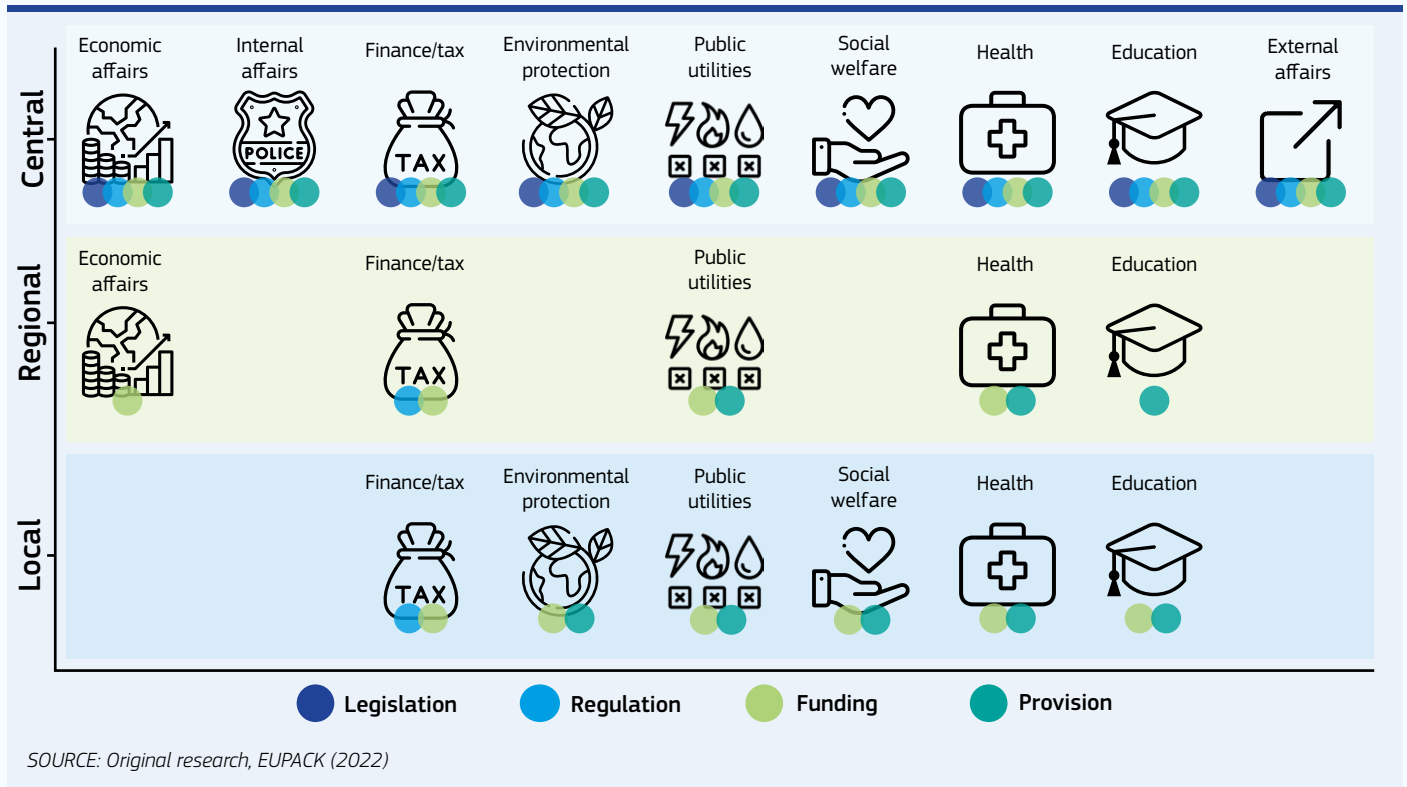 Central
Economic
affairs
Internal
affairs
POLICE
Finance/tax
TAX
Environmental
protection
Public
utilities
Social
welfare
Health
Education
External
affairs
Regional
Economic
affairs
Finance/tax
TAX
Public
utilities
Health
Education
Local
Finance/tax
TAX
Environmental
protection
Public
utilities
Social
welfare
Health
Education
Legislation
Regulation
Funding
Provision
SOURCE: Original research, EUPACK (2022)